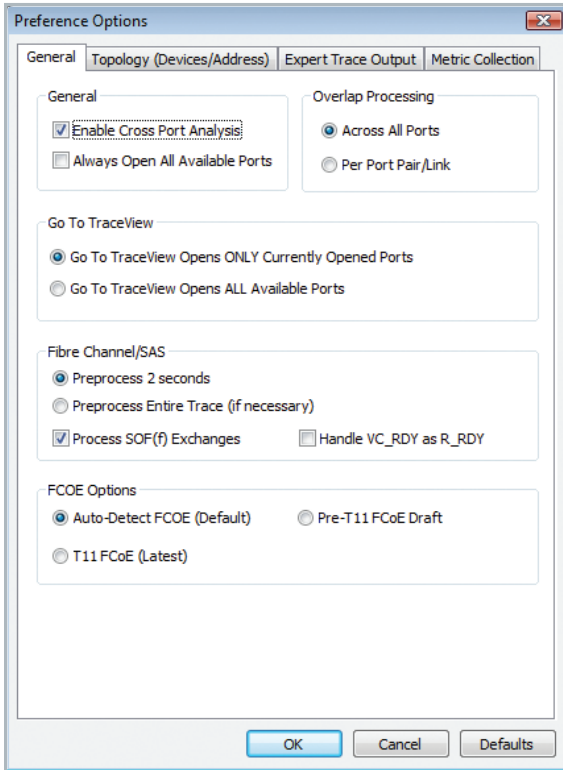 Preference Options
General
Topology (Devices/Address)
Expert Trace Output
Metric Collection
General
Enable Cross Port Analysis
Always Open All Available Ports
Overlap Processing
Across All Ports
Per Port Pair/Link
Go To TraceView
Go To TraceView Opens ONLY Currently Opened Ports
Go To TraceView Opens ALL Available Ports
Fibre Channel/SAS
Preprocess 2 seconds
Preprocess Entire Trace (if necessary)
Process SOF(f) Exchanges
Handle VC_RDY as R_RDY
FCOE Options
Auto-Detect FCOE (Default)
Pre-T11 FCoE Draft
T11 FCoE (Latest)
OK
Cancel
Defaults